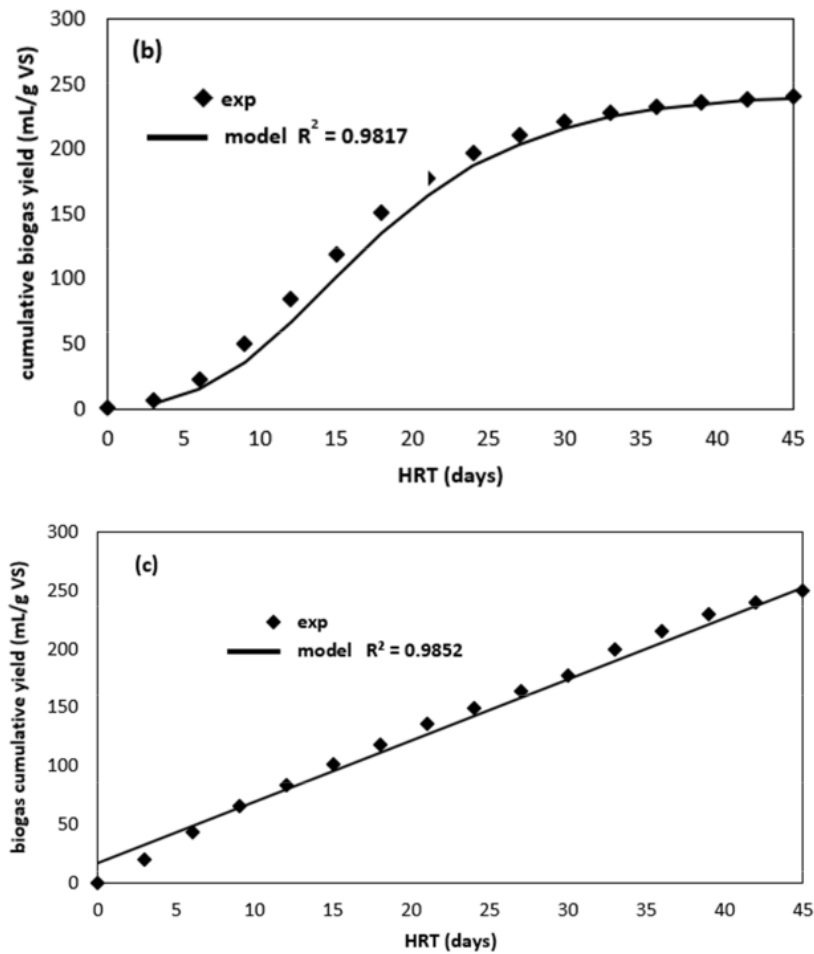 300
(b)
250
exp
model R² = 0.9817
200
150
100
50
0
cumulative biogas yield (mL/g VS)
0 5 10 15 20 25 30 35 40 45
HRT (days)
300
(c)
250
exp
model R² = 0.9852
200
150
100
50
0
biogas cumulative yield (mL/g VS)
0 5 10 15 20 25 30 35 40 45
HRT (days)